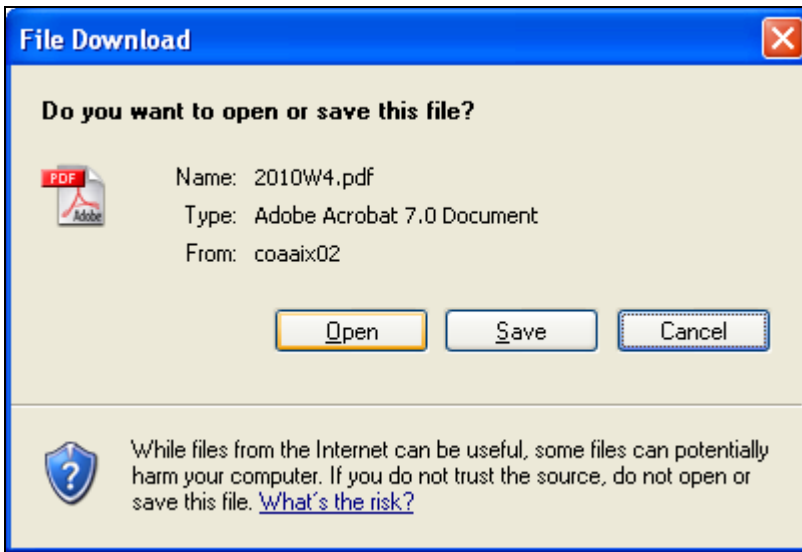 File Download
Do you want to open or save this file?
PDF
Adobe
Name: 2010W4.pdf
Type: Adobe Acrobat 7.0 Document
From: coaaix02
Open Save Cancel
While files from the Internet can be useful, some files can potentially
harm your computer. If you do not trust the source, do not open or
save this file. What's the risk?